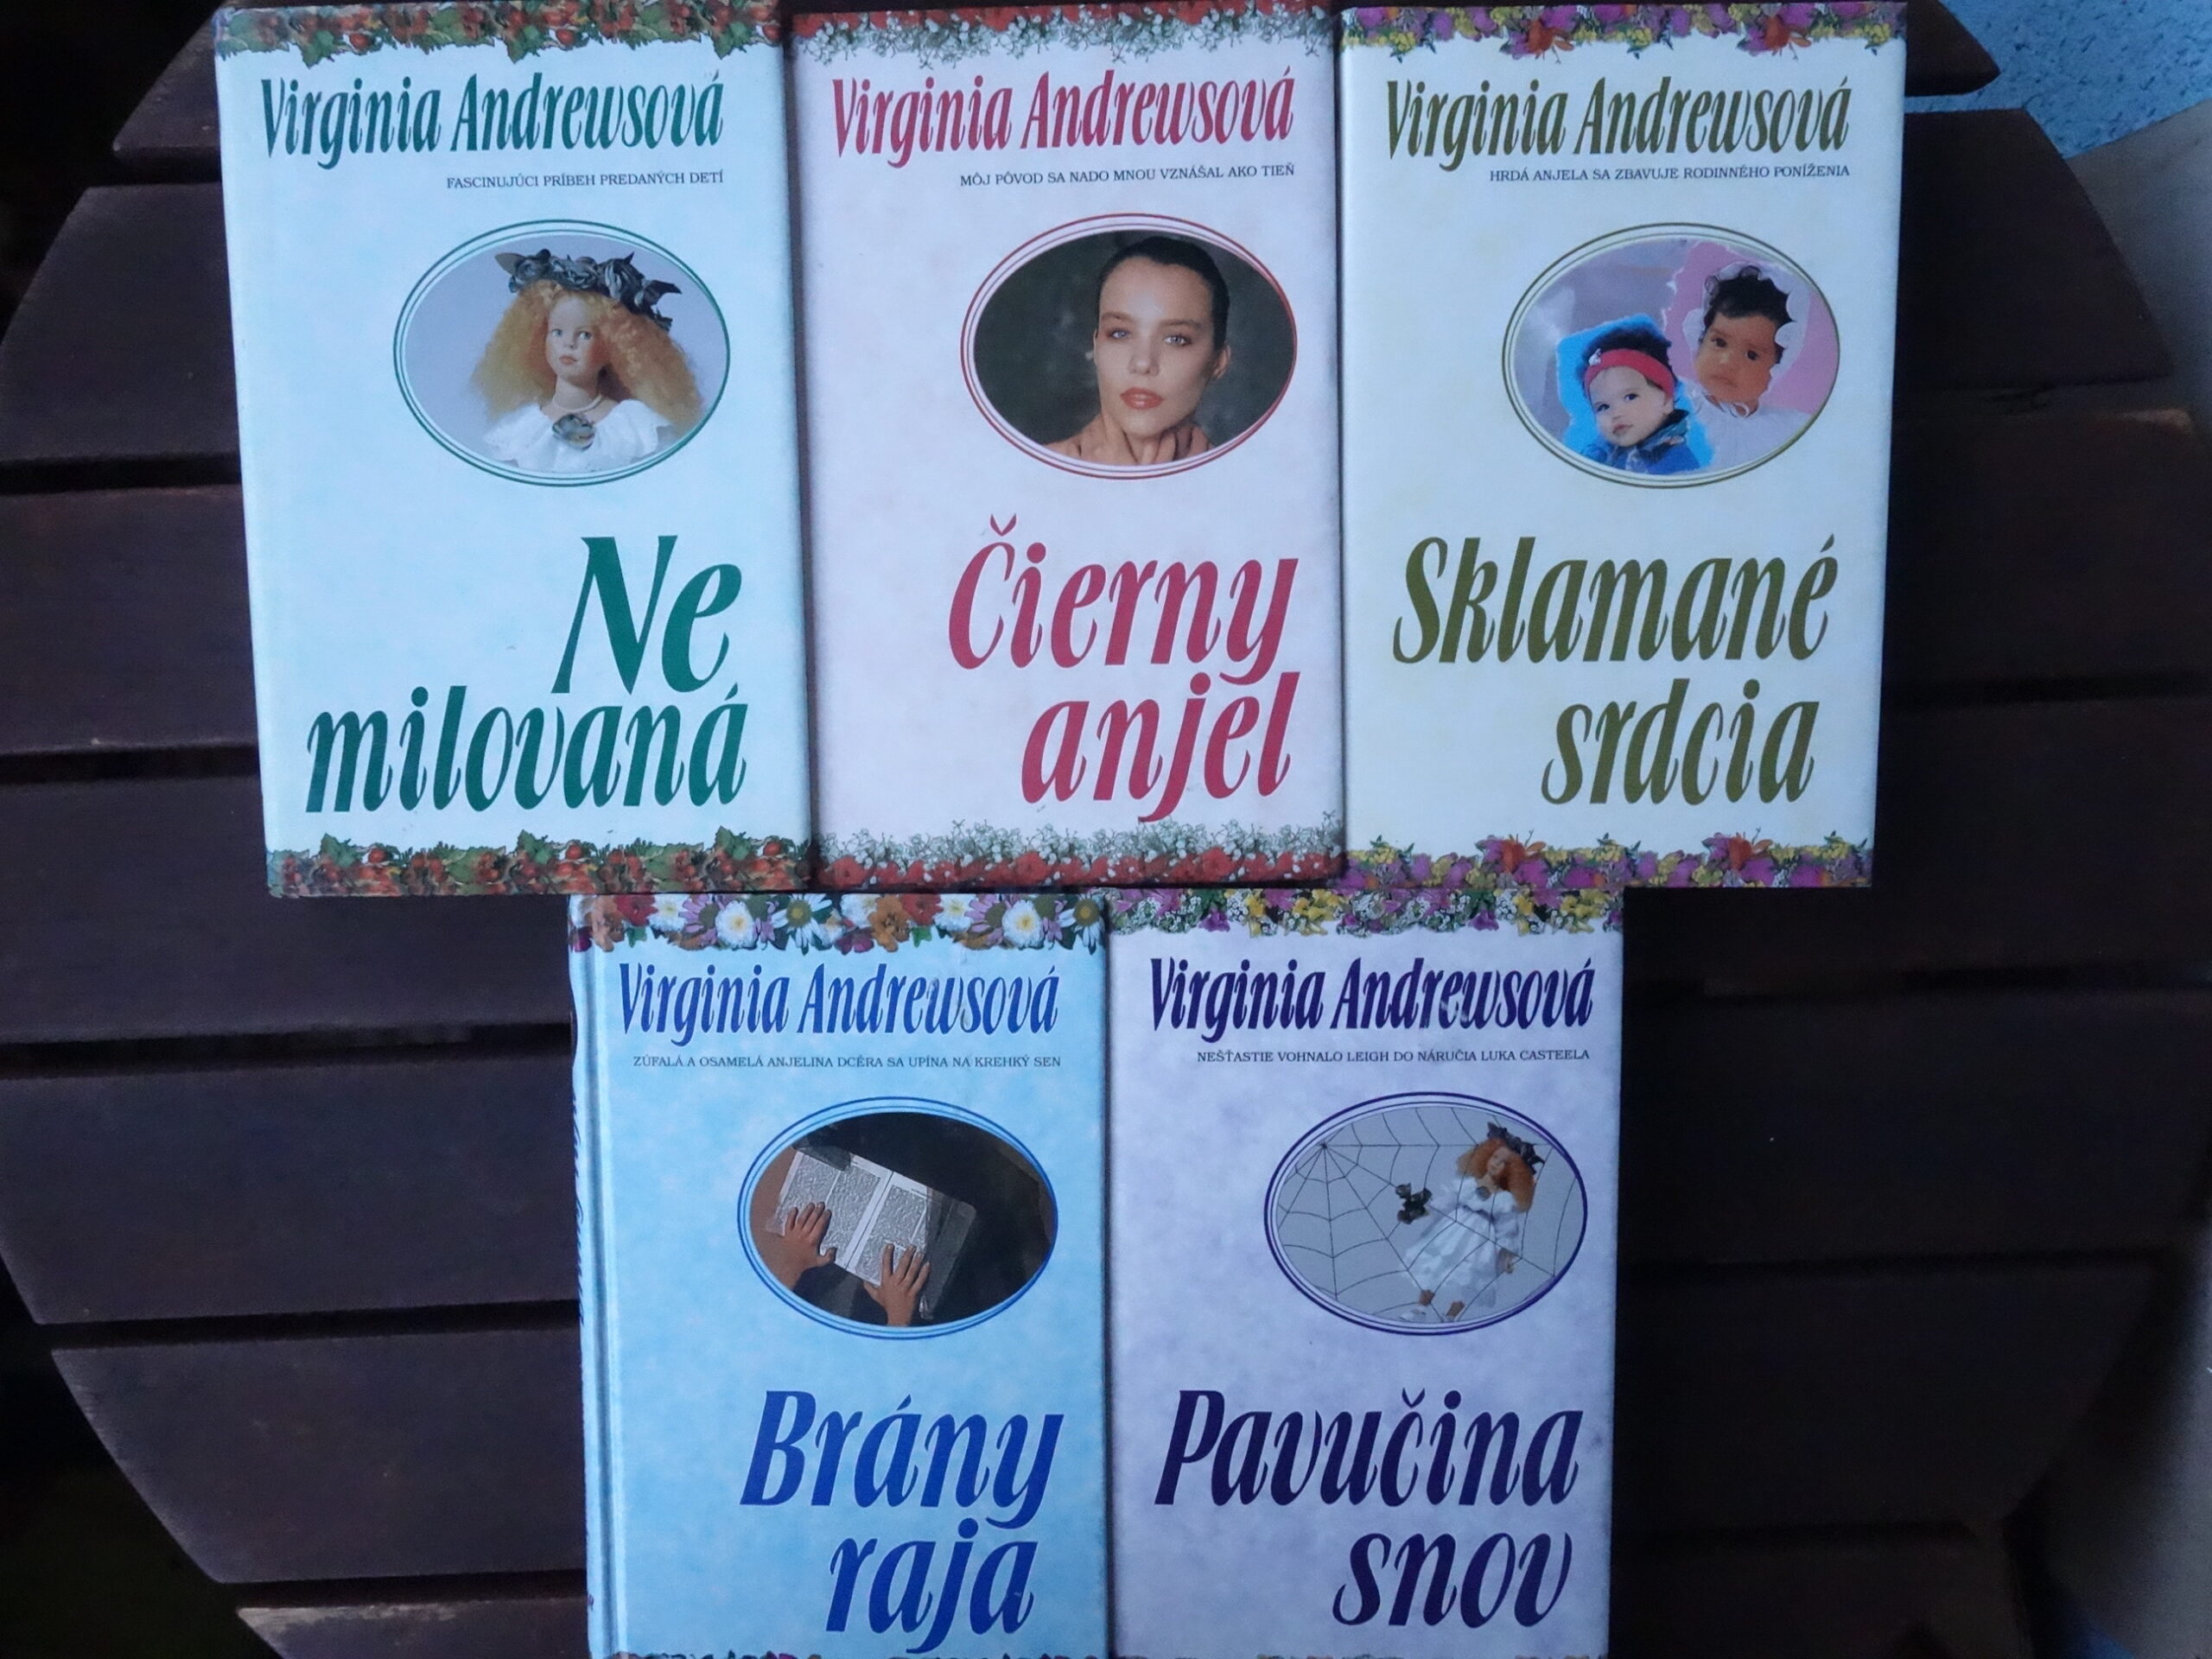 Virginia Andrewsová
FASCINUJÚCI PRÍBEH PREDANÝCH DETÍ
Ne
milovaná
Virginia Andrewsová
MÔJ PÔVOD SA NADO MNOU VZNÁŠAL AKO TIEŇ
Čierny
anjel
Virginia Andrewsová
HRDÁ ANJELA SA ZBAVUJE RODINNÉHO PONÍŽENIA
Sklamané
srdcia
Virginia Andrewsová
ZÚFALÁ A OSAMELÁ ANJELINA DCÉRA SA UPÍNA NA KREHKÝ SEN
Brány
raja
Virginia Andrewsová
NEŠŤASTIE VOHNALO LEIGH DO NÁRUČIA LUKA CASTEELA
Pavučina
snov